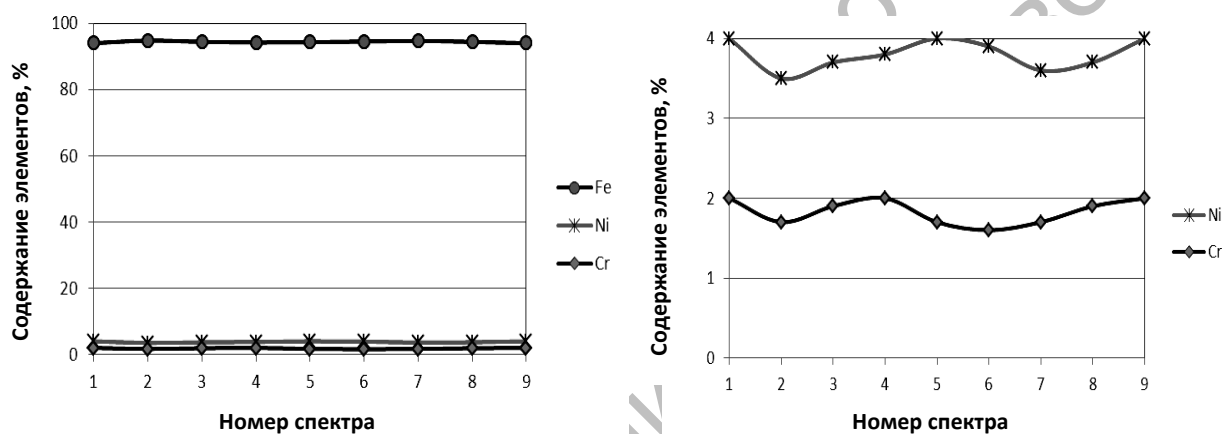 Содержание элементов, %
100
80
60
40
20
0
1 2 3 4 5 6 7 8 9
Номер спектра
Fe
Ni
Cr
Содержание элементов, %
4
3
2
1
0
1 2 3 4 5 6 7 8 9
Номер спектра
Ni
Cr